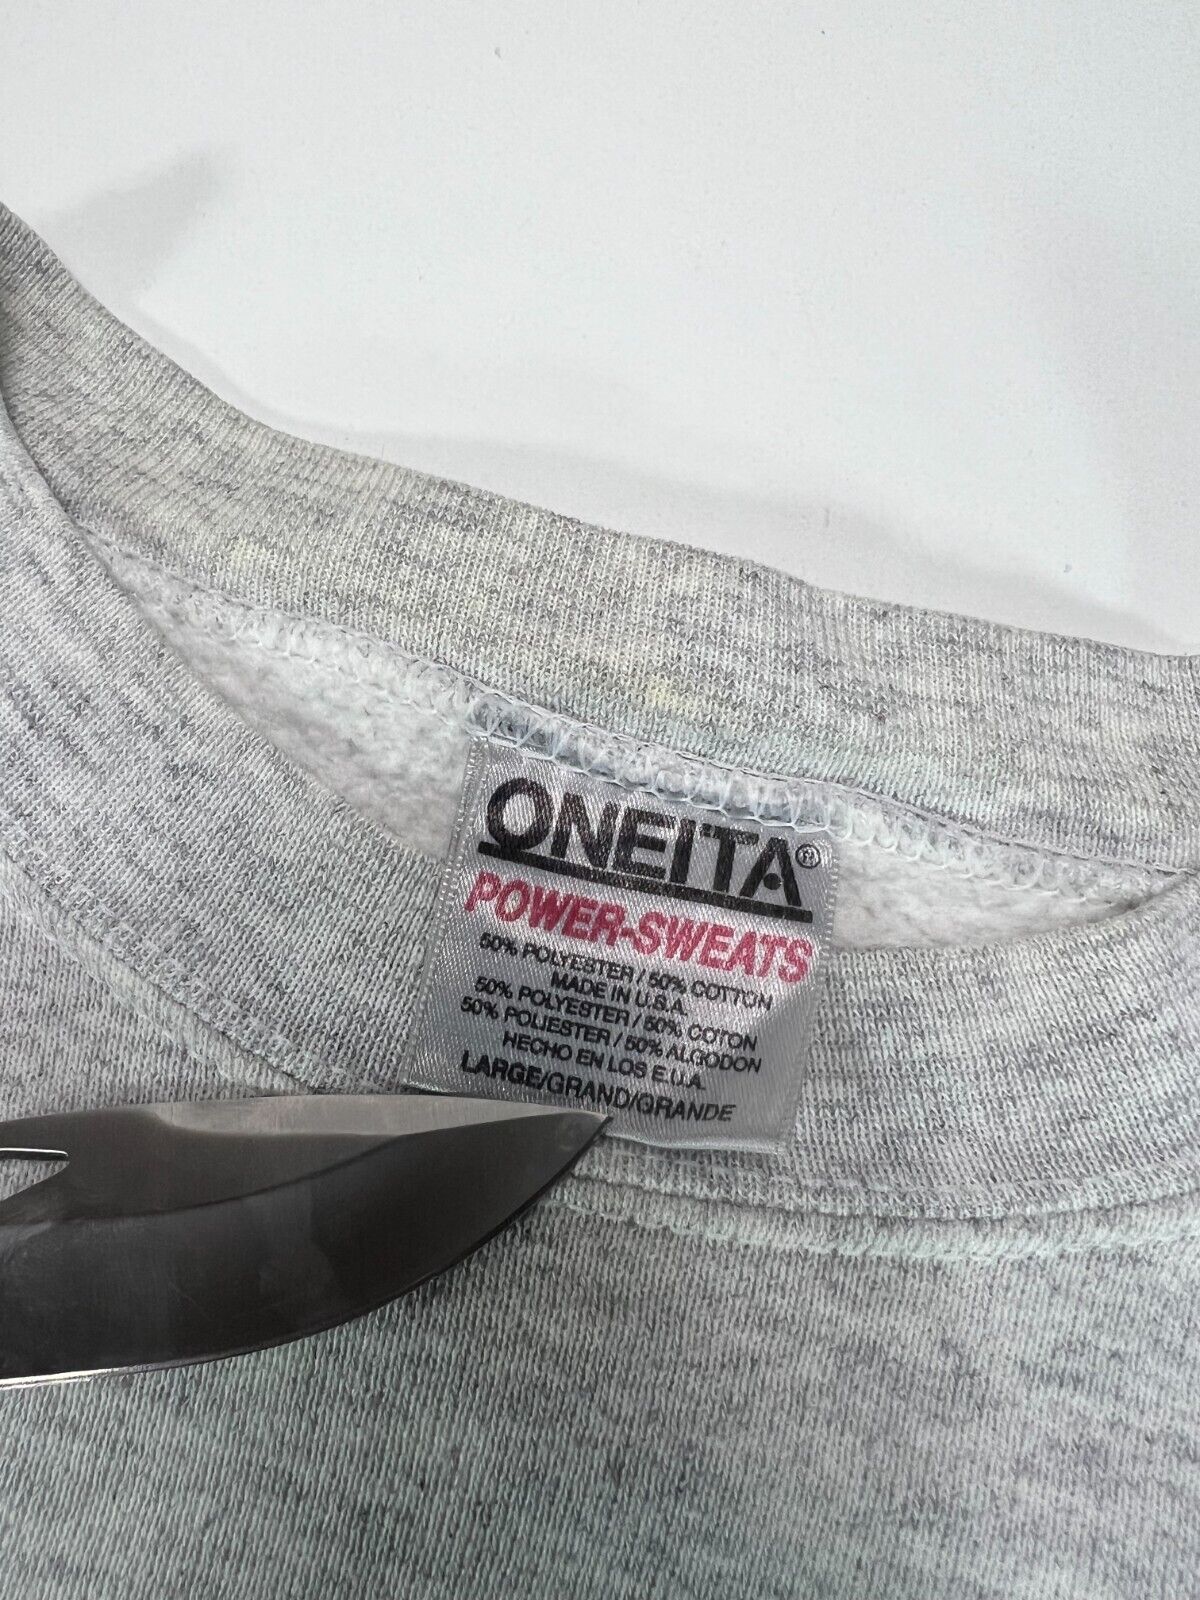 ONEITA®
POWER-SWEATS
50% POLYESTER / 50% COTTON
MADE IN U.S.A.
50% POLYESTER / 50% COTON
50% POLIESTER / 50% ALGODON
HECHO EN LOS E.U.A.
LARGE/GRAND/GRANDE